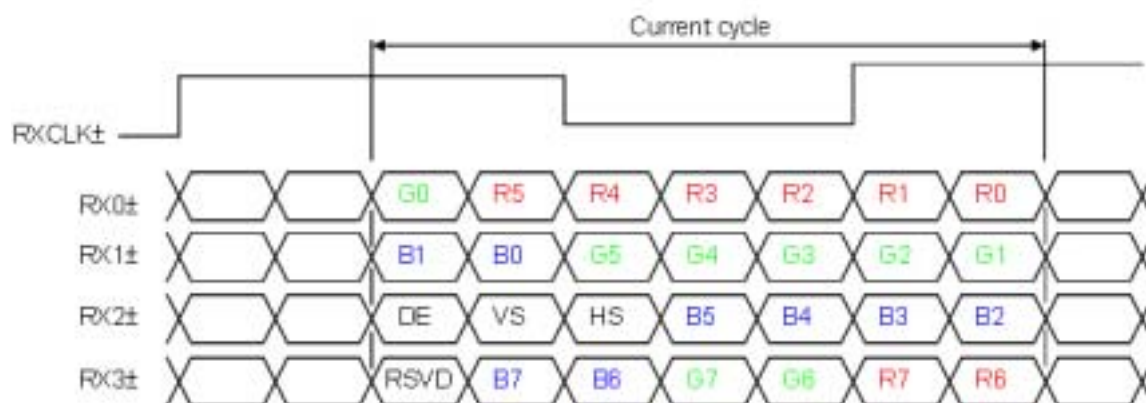 Current cycle
RXCLK±
RX0± G0 R5 R4 R3 R2 R1 R0
RX1± B1 B0 G5 G4 G3 G2 G1
RX2± DE VS HS B5 B4 B3 B2
RX3± RSVD B7 B6 G7 G6 R7 R6